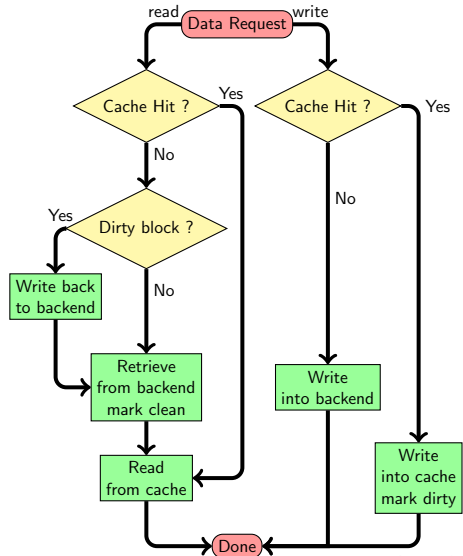 read
Data Request
write
Cache Hit ?
Yes
Cache Hit ?
Yes
No
No
Yes
Dirty block ?
No
Write back
to backend
Retrieve
from backend
mark clean
Write
into backend
Read
from cache
Write
into cache
mark dirty
Done